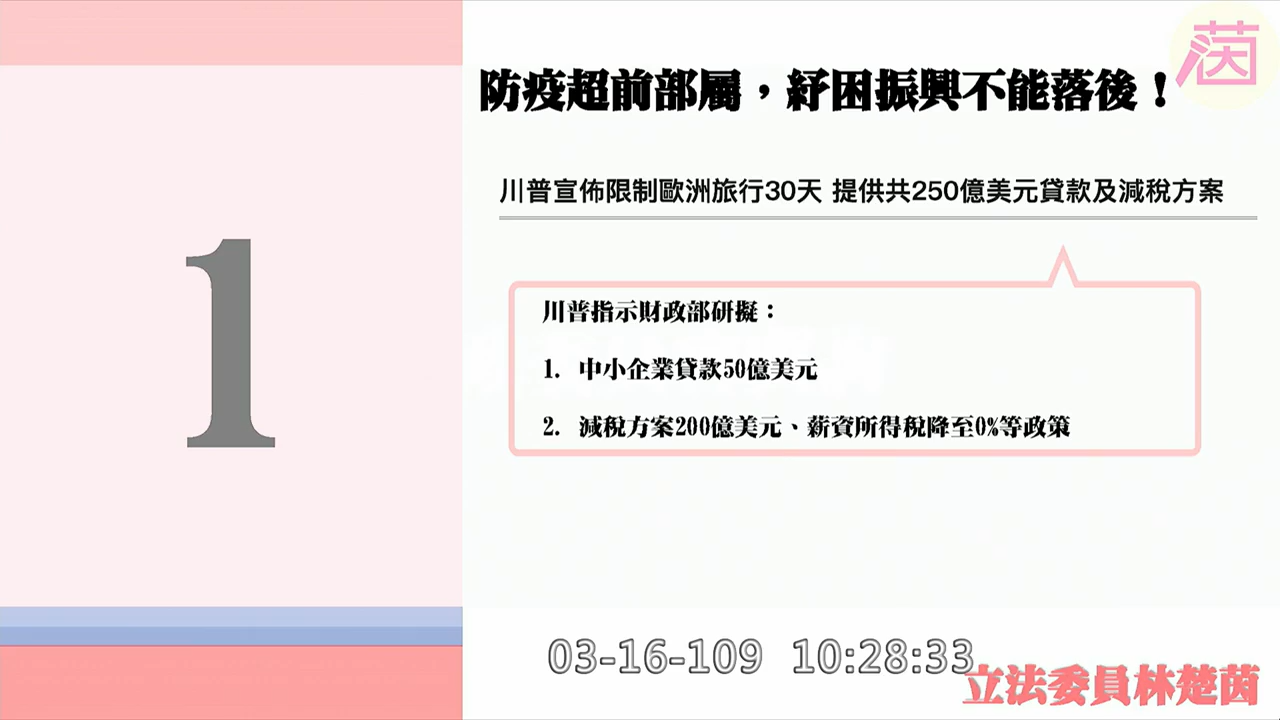 茵
防疫超前部屬，紓困振興不能落後！
川普宣佈限制歐洲旅行30天 提供共250億美元貸款及減稅方案
1
川普指示財政部研擬：
1. 中小企業貸款50億美元
2. 減稅方案200億美元、薪資所得稅降至0%等政策
03-16-109 10:28:33
立法委員林楚茵